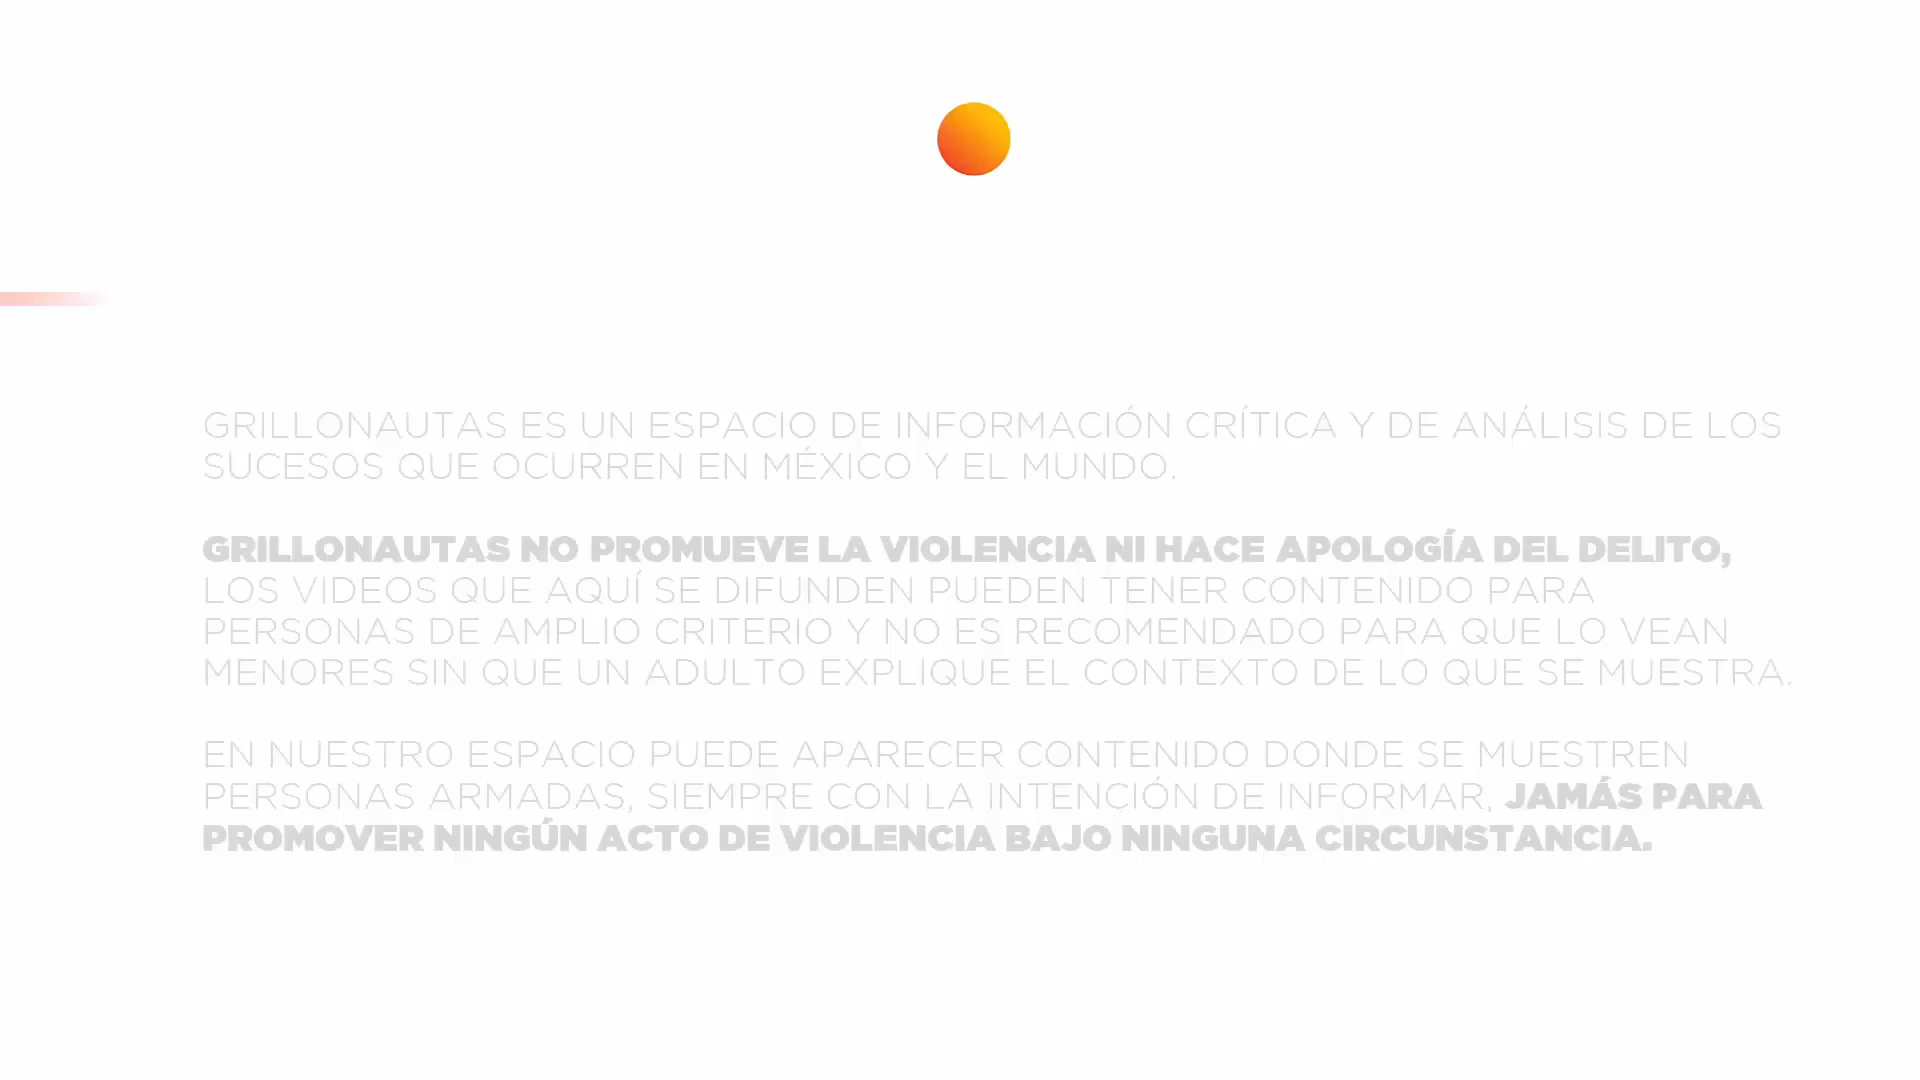 GRILLONAUTAS ES UN ESPACIO DE INFORMACIÓN CRÍTICA Y DE ANÁLISIS DE LOS
SUCESOS QUE OCURREN EN MÉXICO Y EL MUNDO.
GRILLONAUTAS NO PROMUEVE LA VIOLENCIA NI HACE APOLOGÍA DEL DELITO,
LOS VIDEOS QUE AQUÍ SE DIFUNDEN PUEDEN TENER CONTENIDO PARA
PERSONAS DE AMPLIO CRITERIO Y NO ES RECOMENDADO PARA QUE LO VEAN
MENORES SIN QUE UN ADULTO EXPLIQUE EL CONTEXTO DE LO QUE SE MUESTRA.
EN NUESTRO ESPACIO PUEDE APARECER CONTENIDO DONDE SE MUESTREN
PERSONAS ARMADAS, SIEMPRE CON LA INTENCIÓN DE INFORMAR, JAMÁS PARA
PROMOVER NINGÚN ACTO DE VIOLENCIA BAJO NINGUNA CIRCUNSTANCIA.